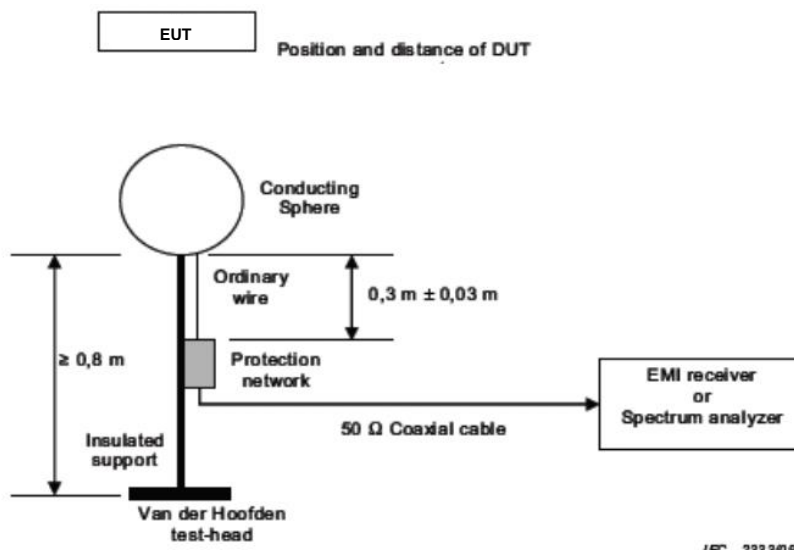 EUT
Position and distance of DUT
Conducting
Sphere
Ordinary
wire
0,3 m ± 0,03 m
≥ 0,8 m
Protection
network
EMI receiver
or
Spectrum analyzer
50 Ω Coaxial cable
Insulated
support
Van der Hoofden
test-head
IEC